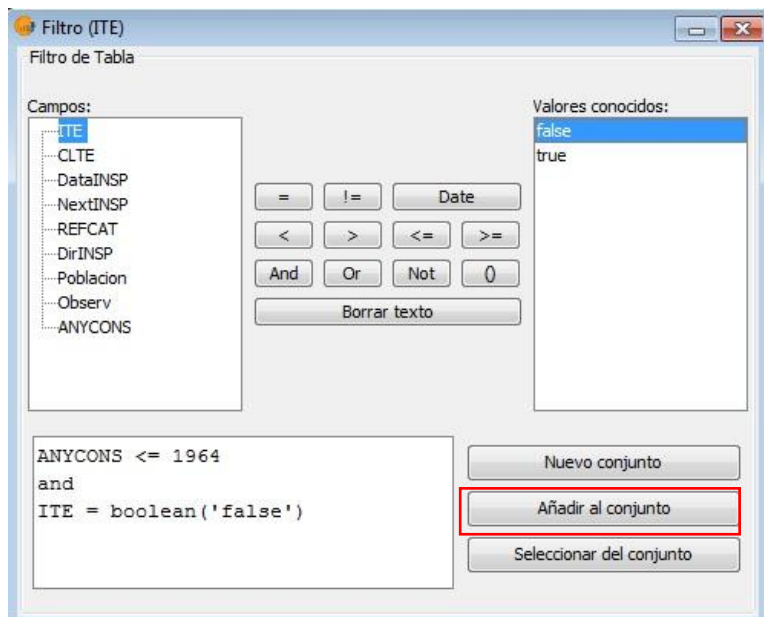 Filtro (ITE)
Filtro de Tabla
Campos:
ITE
CLTE
DataINSP
NextINSP
REFCAT
DirINSP
Poblacion
Observ
ANYCONS
= != Date
< > <= >=
And Or Not ()
Borrar texto
Valores conocidos:
false
true
ANYCONS <= 1964
and
ITE = boolean('false')
Nuevo conjunto
Añadir al conjunto
Seleccionar del conjunto